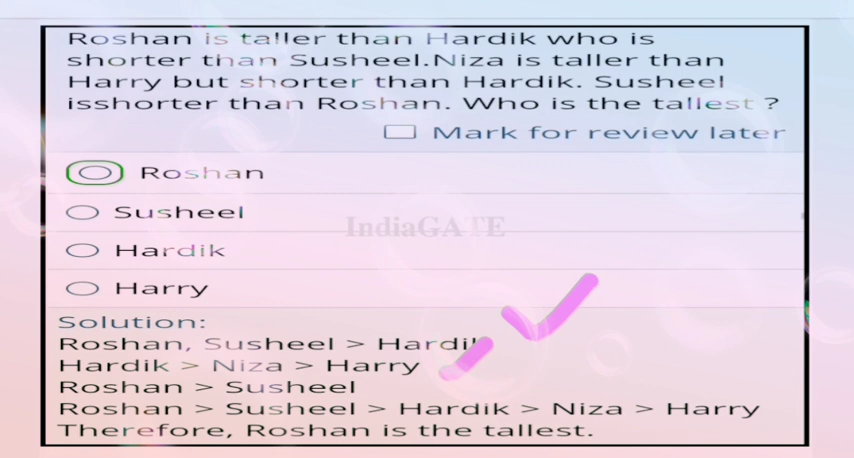 Roshan is taller than Hardik who is
shorter than Susheel.Niza is taller than
Harry but shorter than Hardik. Susheel
isshorter than Roshan. Who is the tallest ?
Mark for review later
Roshan
Susheel
IndiaGATE
Hardik
Harry
Solution:
Roshan, Susheel > Hardik
Hardik > Niza > Harry
Roshan > Susheel
Roshan > Susheel > Hardik > Niza > Harry
Therefore, Roshan is the tallest.